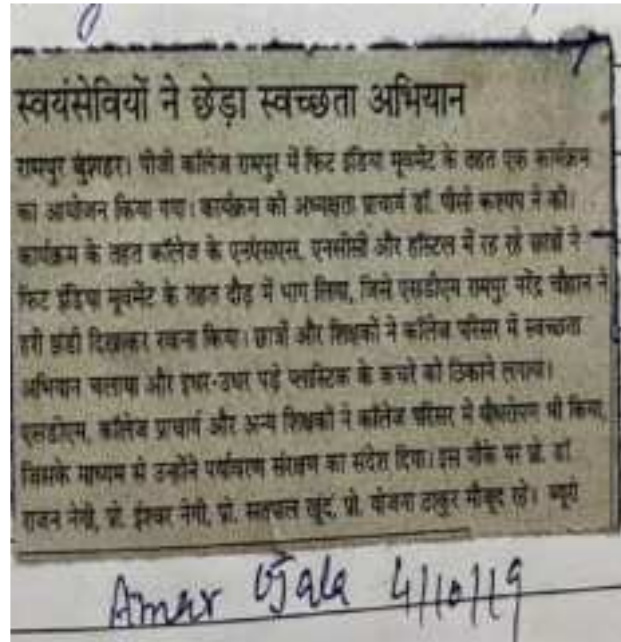 स्वयंसेवियों ने छेड़ा स्वच्छता अभियान
रामपुर बुशहर। पीजी कॉलेज रामपुर में फिट इंडिया मूवमेंट के तहत एक कार्यक्रम
का आयोजन किया गया। कार्यक्रम की अध्यक्षता प्राचार्य डॉ. पीसी कश्यप ने की।
कार्यक्रम के तहत कॉलेज के एनएसएस, एनसीसी और हॉस्टल में रह रहे छात्रों ने
फिट इंडिया मूवमेंट के तहत दौड़ में भाग लिया, जिसे एसडीएम रामपुर नरेंद्र चौहान ने
हरी झंडी दिखाकर रवाना किया। छात्रों और शिक्षकों ने कॉलेज परिसर में स्वच्छता
अभियान चलाया और इधर-उधर पड़े प्लास्टिक के कचरे को ठिकाने लगाया।
एसडीएम, कॉलेज प्राचार्य और अन्य शिक्षकों ने कॉलेज परिसर में पौधरोपण भी किया,
जिसके माध्यम से उन्होंने पर्यावरण संरक्षण का संदेश दिया। इस मौके पर प्रो. डॉ.
राजन नेगी, प्रो. ईश्वर नेगी, प्रो. सतपाल खूंद, प्रो. योजना ठाकुर मौजूद रहे। ब्यूरो
Amar Ujala 4/10/19